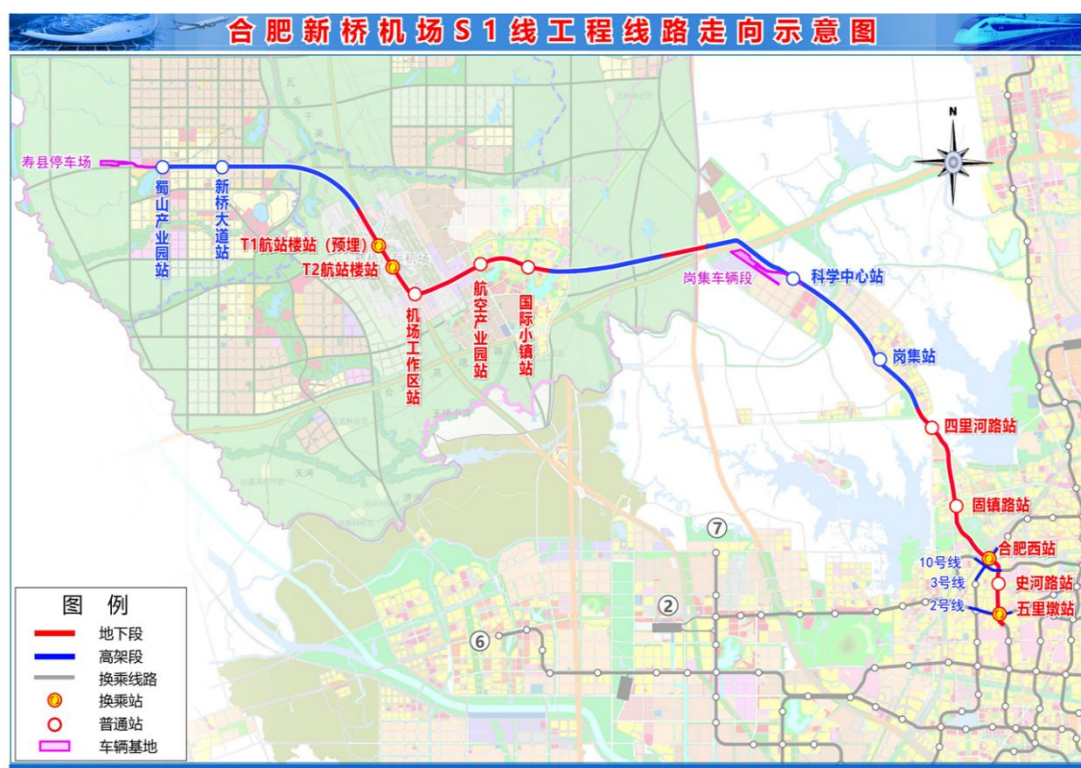 合肥新桥机场S1线工程线路走向示意图
N
寿县停车场
蜀山产业园站
新桥大道站
T1航站楼站（预埋）
T2航站楼站
机场工作区站
航空产业园站
国际小镇站
岗集车辆段
科学中心站
岗集站
四里河路站
固镇路站
合肥西站
10号线
3号线
史河路站
2号线
五里墩站
7
2
6
图 例
地下段
高架段
换乘线路
换乘站
普通站
车辆基地